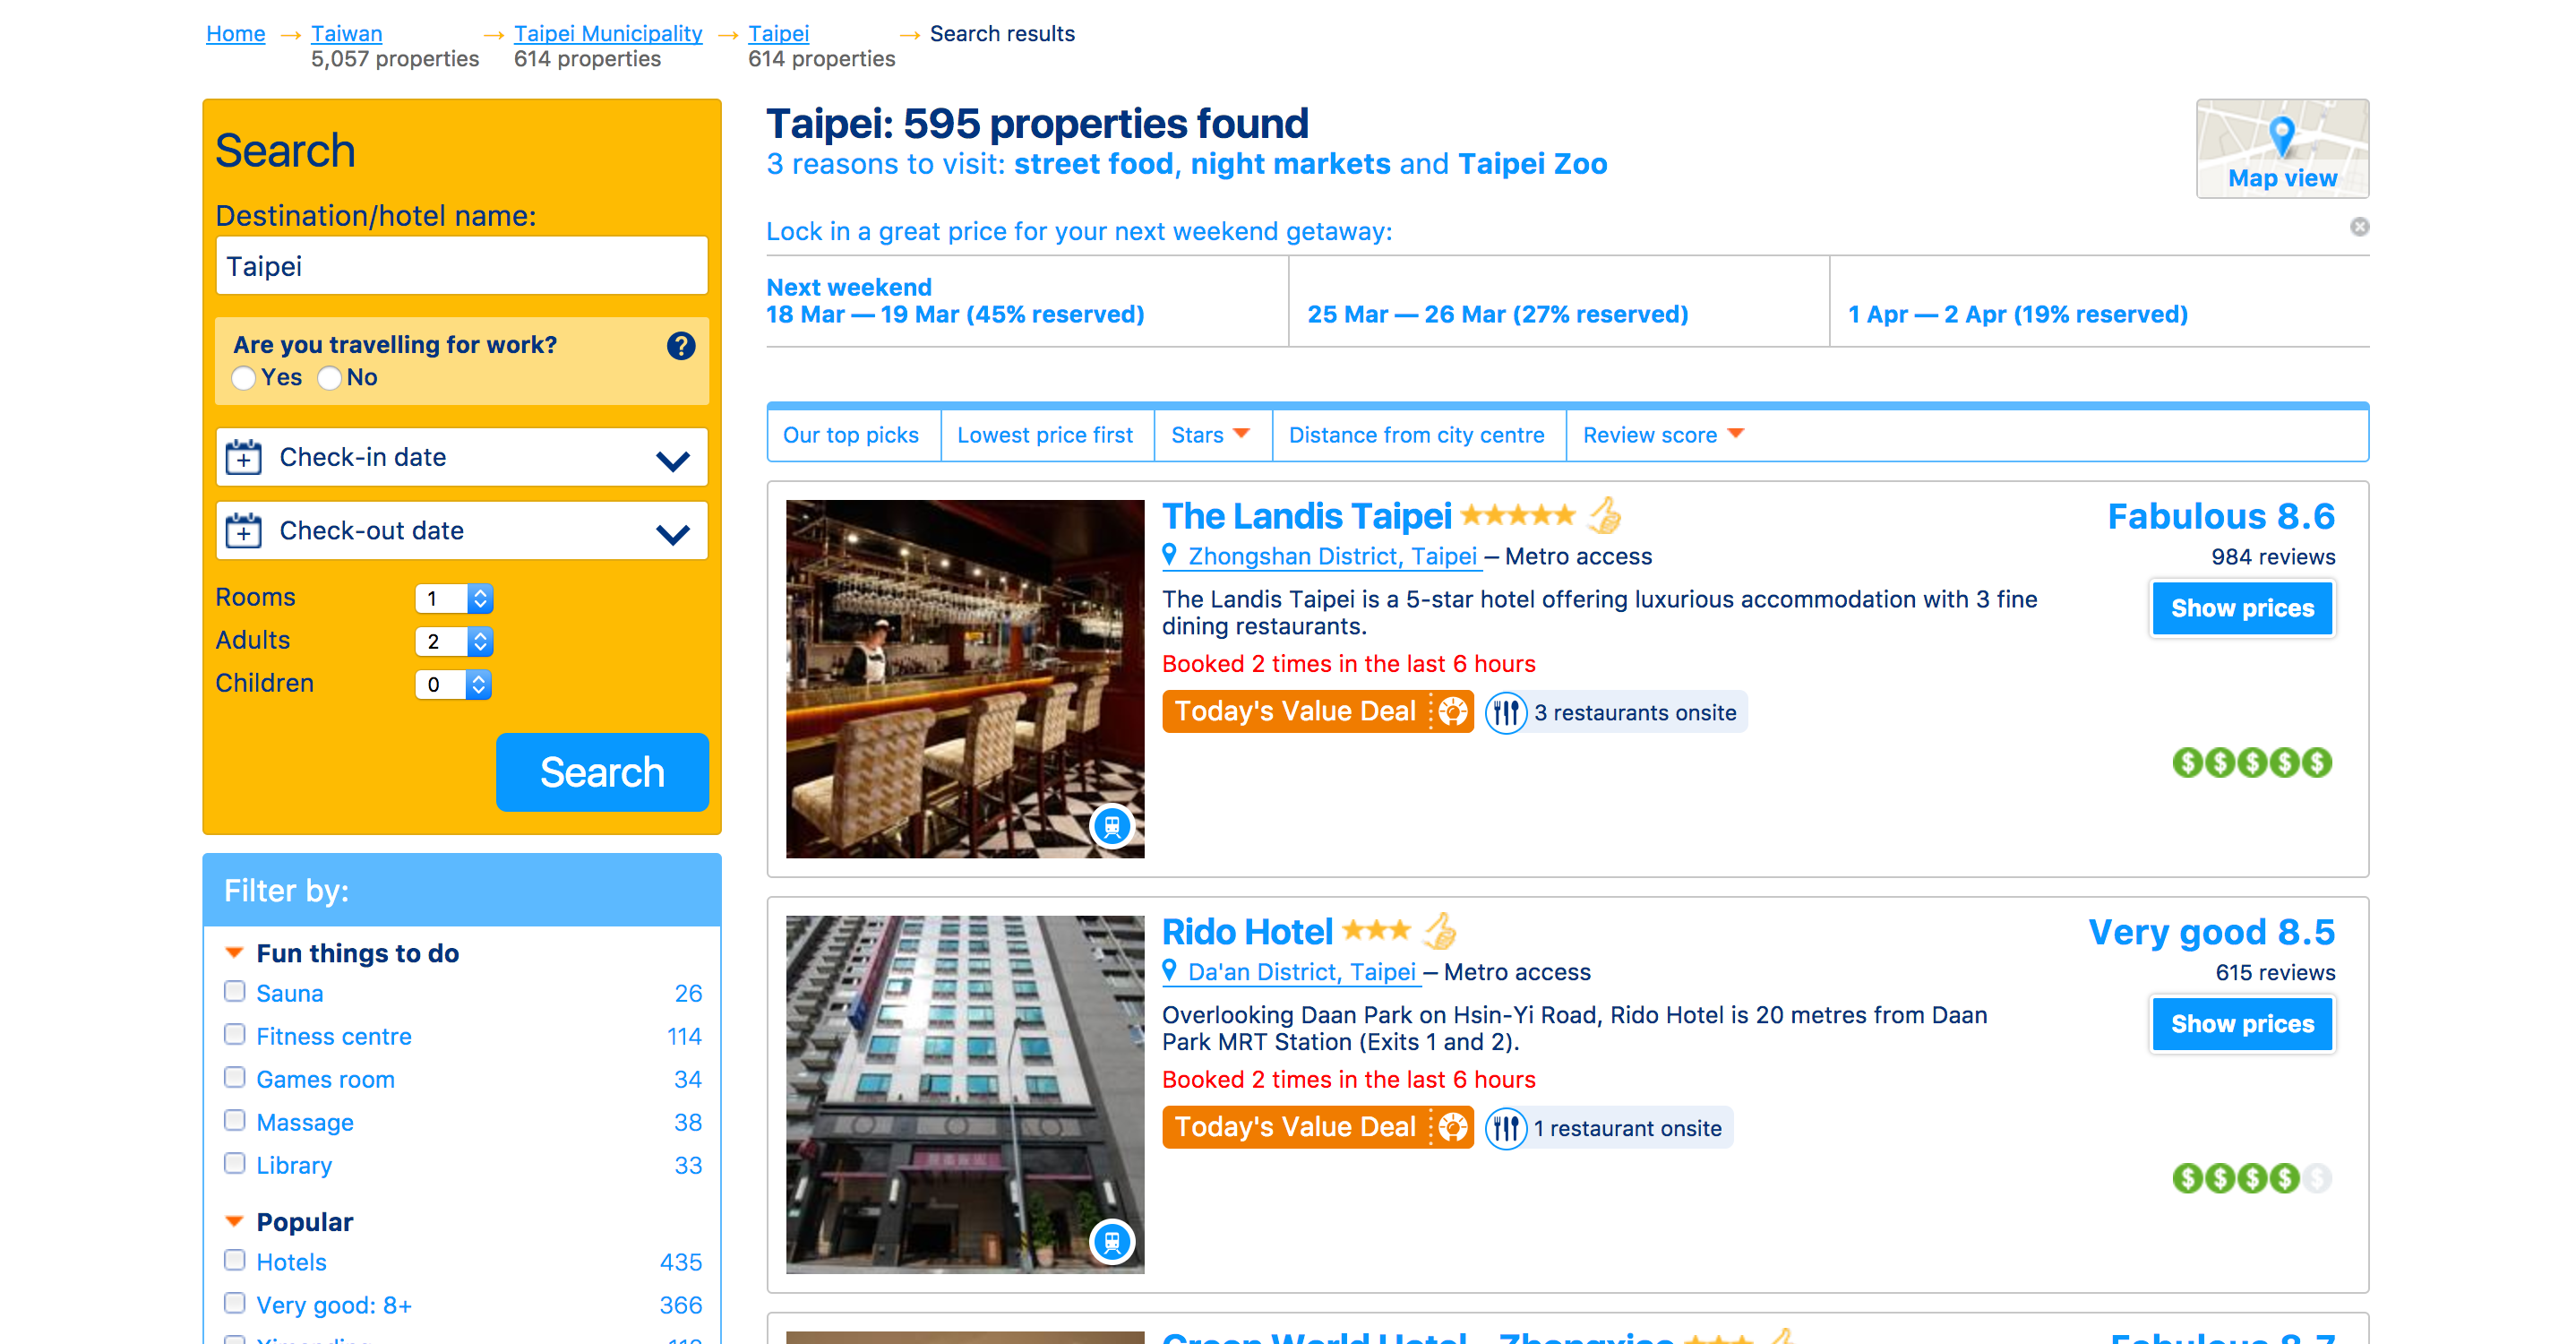 Home → Taiwan → Taipei Municipality → Taipei → Search results
5,057 properties 614 properties 614 properties
Search
Destination/hotel name:
Taipei
Are you travelling for work?
Yes No
Check-in date
Check-out date
Rooms 1
Adults 2
Children 0
Search
Filter by:
Fun things to do
Sauna 26
Fitness centre 114
Games room 34
Massage 38
Library 33
Popular
Hotels 435
Very good: 8+ 366
Taipei: 595 properties found
3 reasons to visit: street food, night markets and Taipei Zoo
Map view
Lock in a great price for your next weekend getaway:
Next weekend
18 Mar — 19 Mar (45% reserved)
25 Mar — 26 Mar (27% reserved)
1 Apr — 2 Apr (19% reserved)
Our top picks Lowest price first Stars Distance from city centre Review score
The Landis Taipei
Zhongshan District, Taipei – Metro access
The Landis Taipei is a 5-star hotel offering luxurious accommodation with 3 fine
dining restaurants.
Booked 2 times in the last 6 hours
Today's Value Deal 3 restaurants onsite
Fabulous 8.6
984 reviews
Show prices
$ $ $ $ $
Rido Hotel
Da'an District, Taipei – Metro access
Overlooking Daan Park on Hsin-Yi Road, Rido Hotel is 20 metres from Daan
Park MRT Station (Exits 1 and 2).
Booked 2 times in the last 6 hours
Today's Value Deal 1 restaurant onsite
Very good 8.5
615 reviews
Show prices
$ $ $ $ $
Green World Hotel - Zhongxiao
Fabulous 8.7